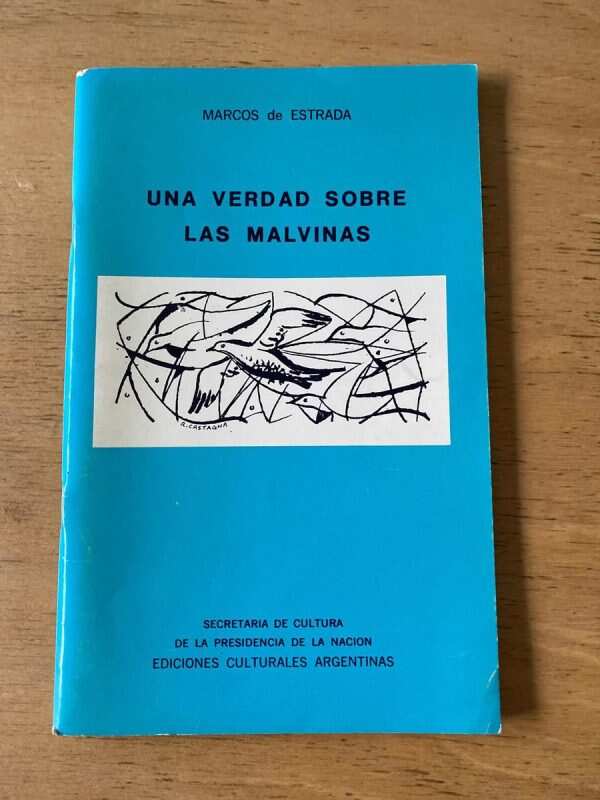 MARCOS de ESTRADA
UNA VERDAD SOBRE
LAS MALVINAS
R. CASTAGNA
SECRETARIA DE CULTURA
DE LA PRESIDENCIA DE LA NACION
EDICIONES CULTURALES ARGENTINAS